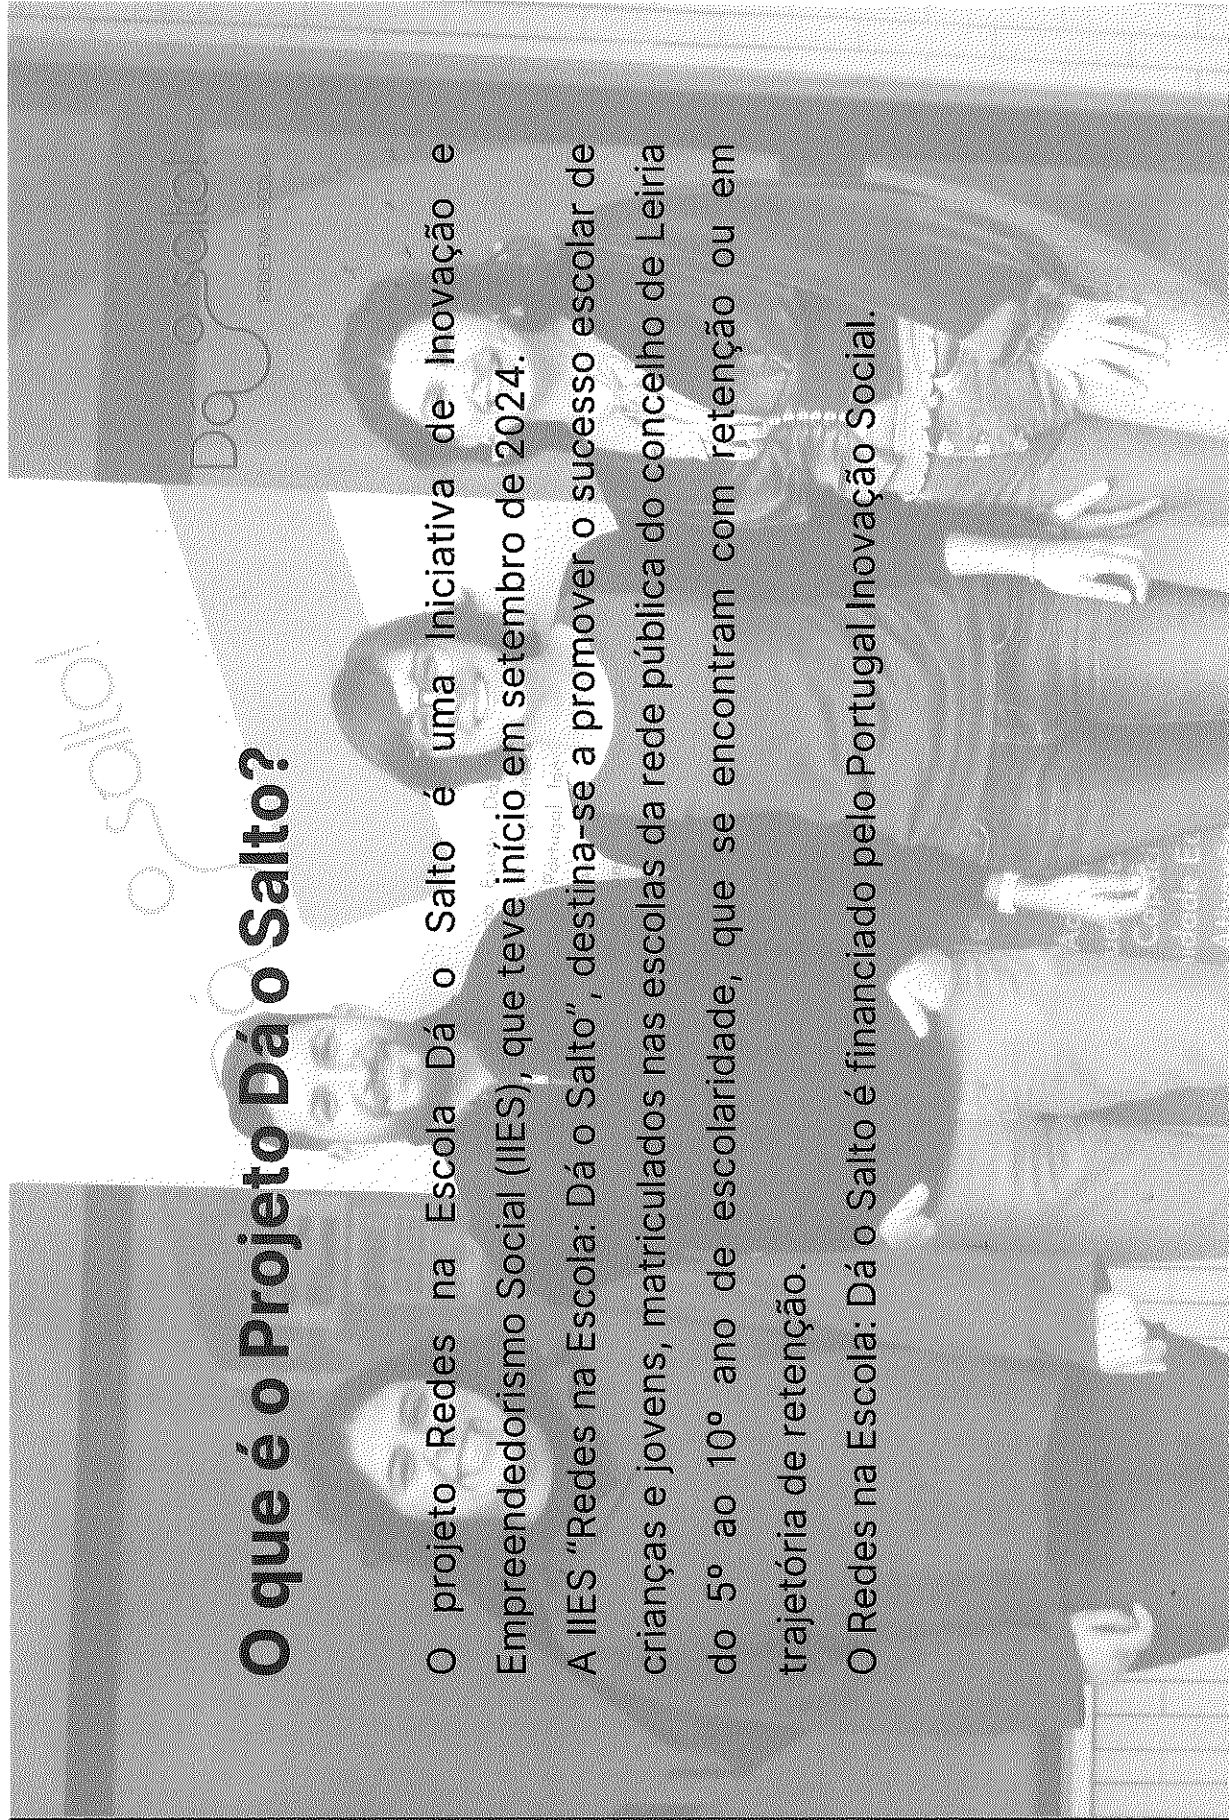 O que é o Projeto Dá o Salto?
O projeto Redes na Escola Dá o Salto é uma Iniciativa de Inovação e
Empreendedorismo Social (IIES), que teve início em setembro de 2024.
A IIES “Redes na Escola: Dá o Salto”, destina-se a promover o sucesso escolar de
crianças e jovens, matriculados nas escolas da rede pública do concelho de Leiria
do 5º ao 10º ano de escolaridade, que se encontram com retenção ou em
trajetória de retenção.
O Redes na Escola: Dá o Salto é financiado pelo Portugal Inovação Social.
o Salto!